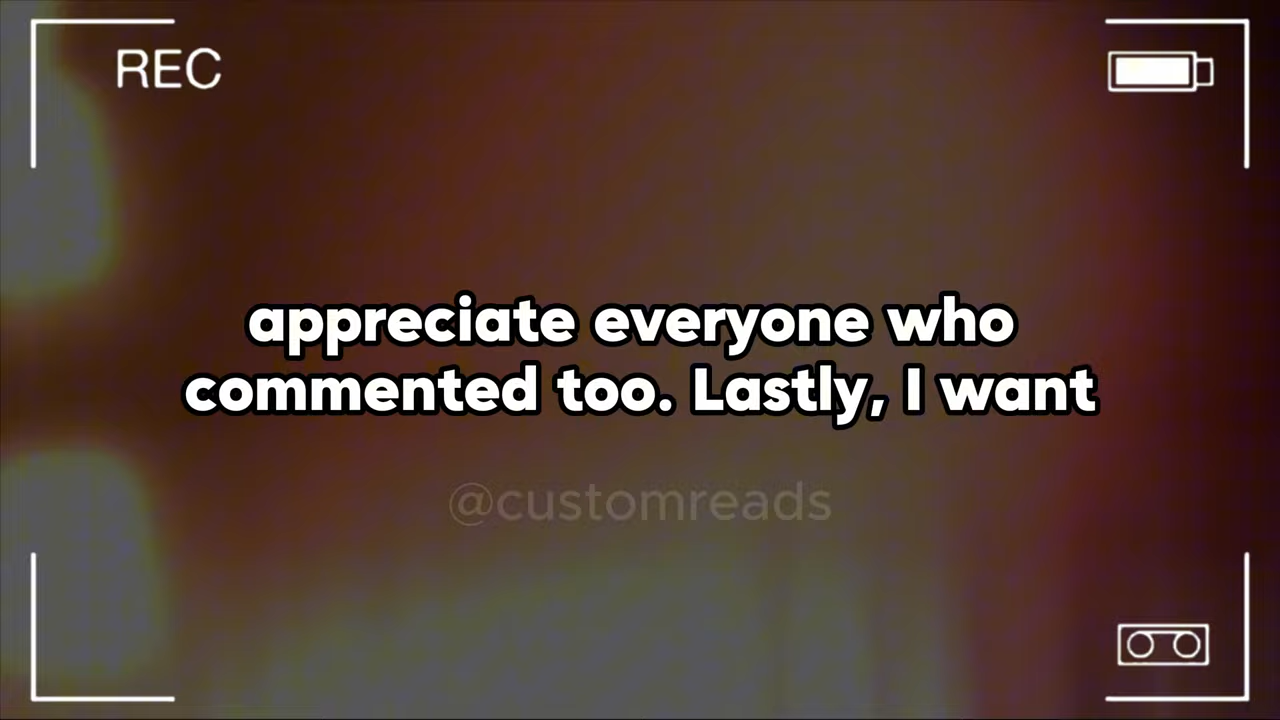 REC
appreciate everyone who
commented too. Lastly, I want
@customreads